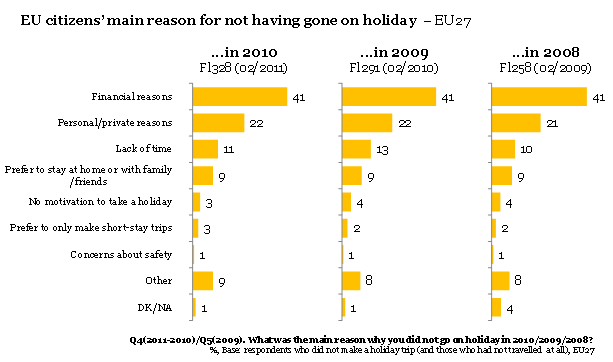 EU citizens' main reason for not having gone on holiday – EU27
...in 2010
Fl328 (02/2011)
...in 2009
Fl291 (02/2010)
...in 2008
Fl258 (02/2009)
Financial reasons 41 41 41
Personal/private reasons 22 22 21
Lack of time 11 13 10
Prefer to stay at home or with family
/friends 9 9 9
No motivation to take a holiday 3 4 4
Prefer to only make short-stay trips 3 2 2
Concerns about safety 1 1 1
Other 9 8 8
DK/NA 1 1 4
Q4(2011-2010)/Q5(2009). What was the main reason why you did not go on holiday in 2010/2009/2008?
%, Base: respondents who did not make a holiday trip (and those who had not travelled at all), EU27